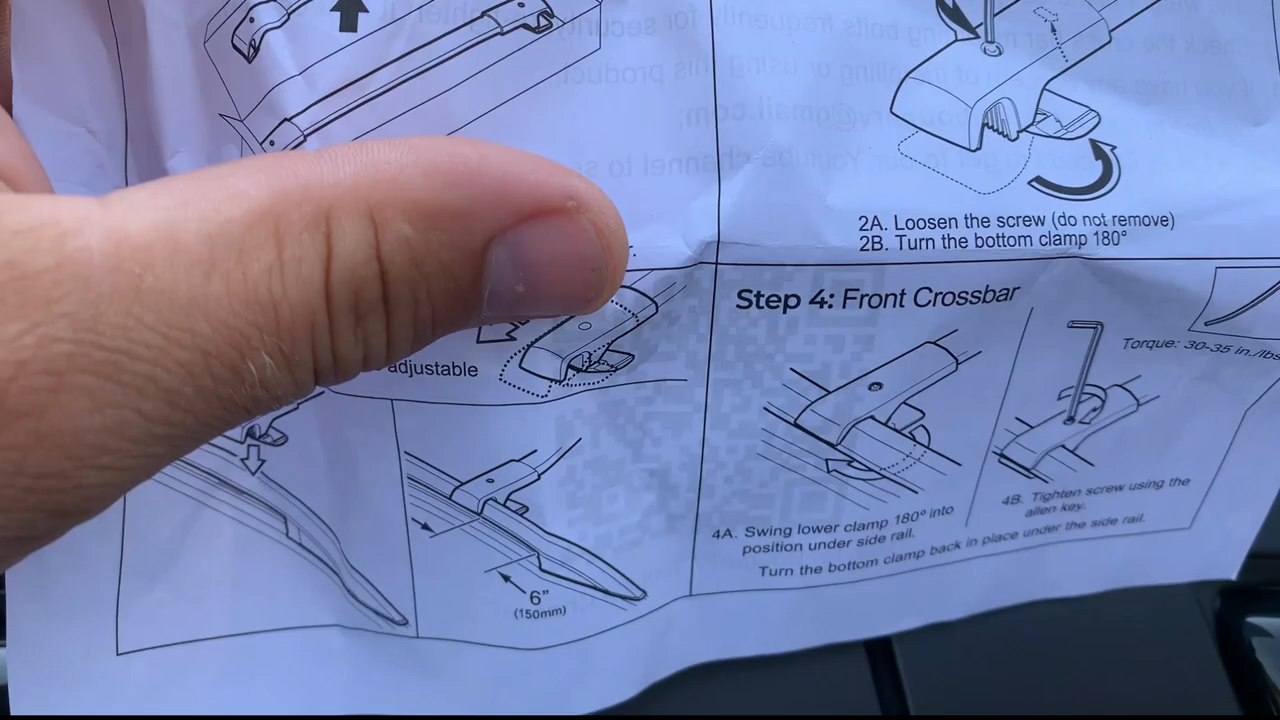 2A. Loosen the screw (do not remove)
2B. Turn the bottom clamp 180°
adjustable
6"
(150mm)
Step 4: Front Crossbar
Torque: 30-35 in./lbs
4A. Swing lower clamp 180° into
position under side rail.
4B. Tighten screw using the
allen key.
Turn the bottom clamp back in place under the side rail.